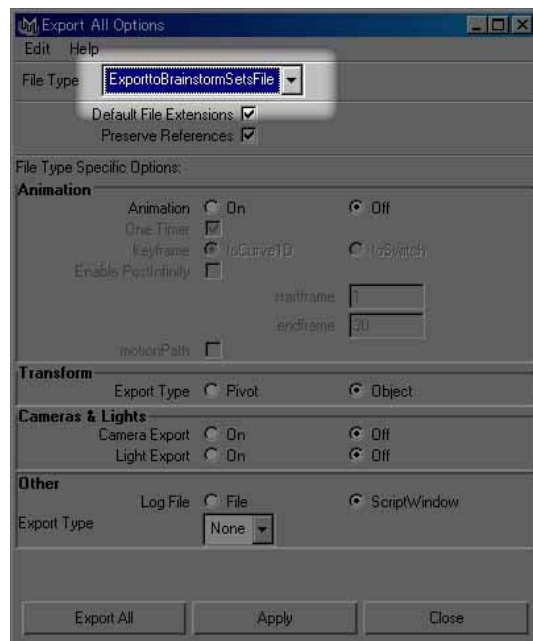 Export All Options
Edit Help
File Type ExporttoBrainstormSetsFile
Default File Extensions
Preserve References
File Type Specific Options:
Animation
Animation On Off
One Timer
keyframe toCurve1D toSwitch
Enable PostInfinity
startframe 1
endframe 30
motionPath
Transform
Export Type Pivot Object
Cameras & Lights
Camera Export On Off
Light Export On Off
Other
Log File File ScriptWindow
Export Type None
Export All Apply Close